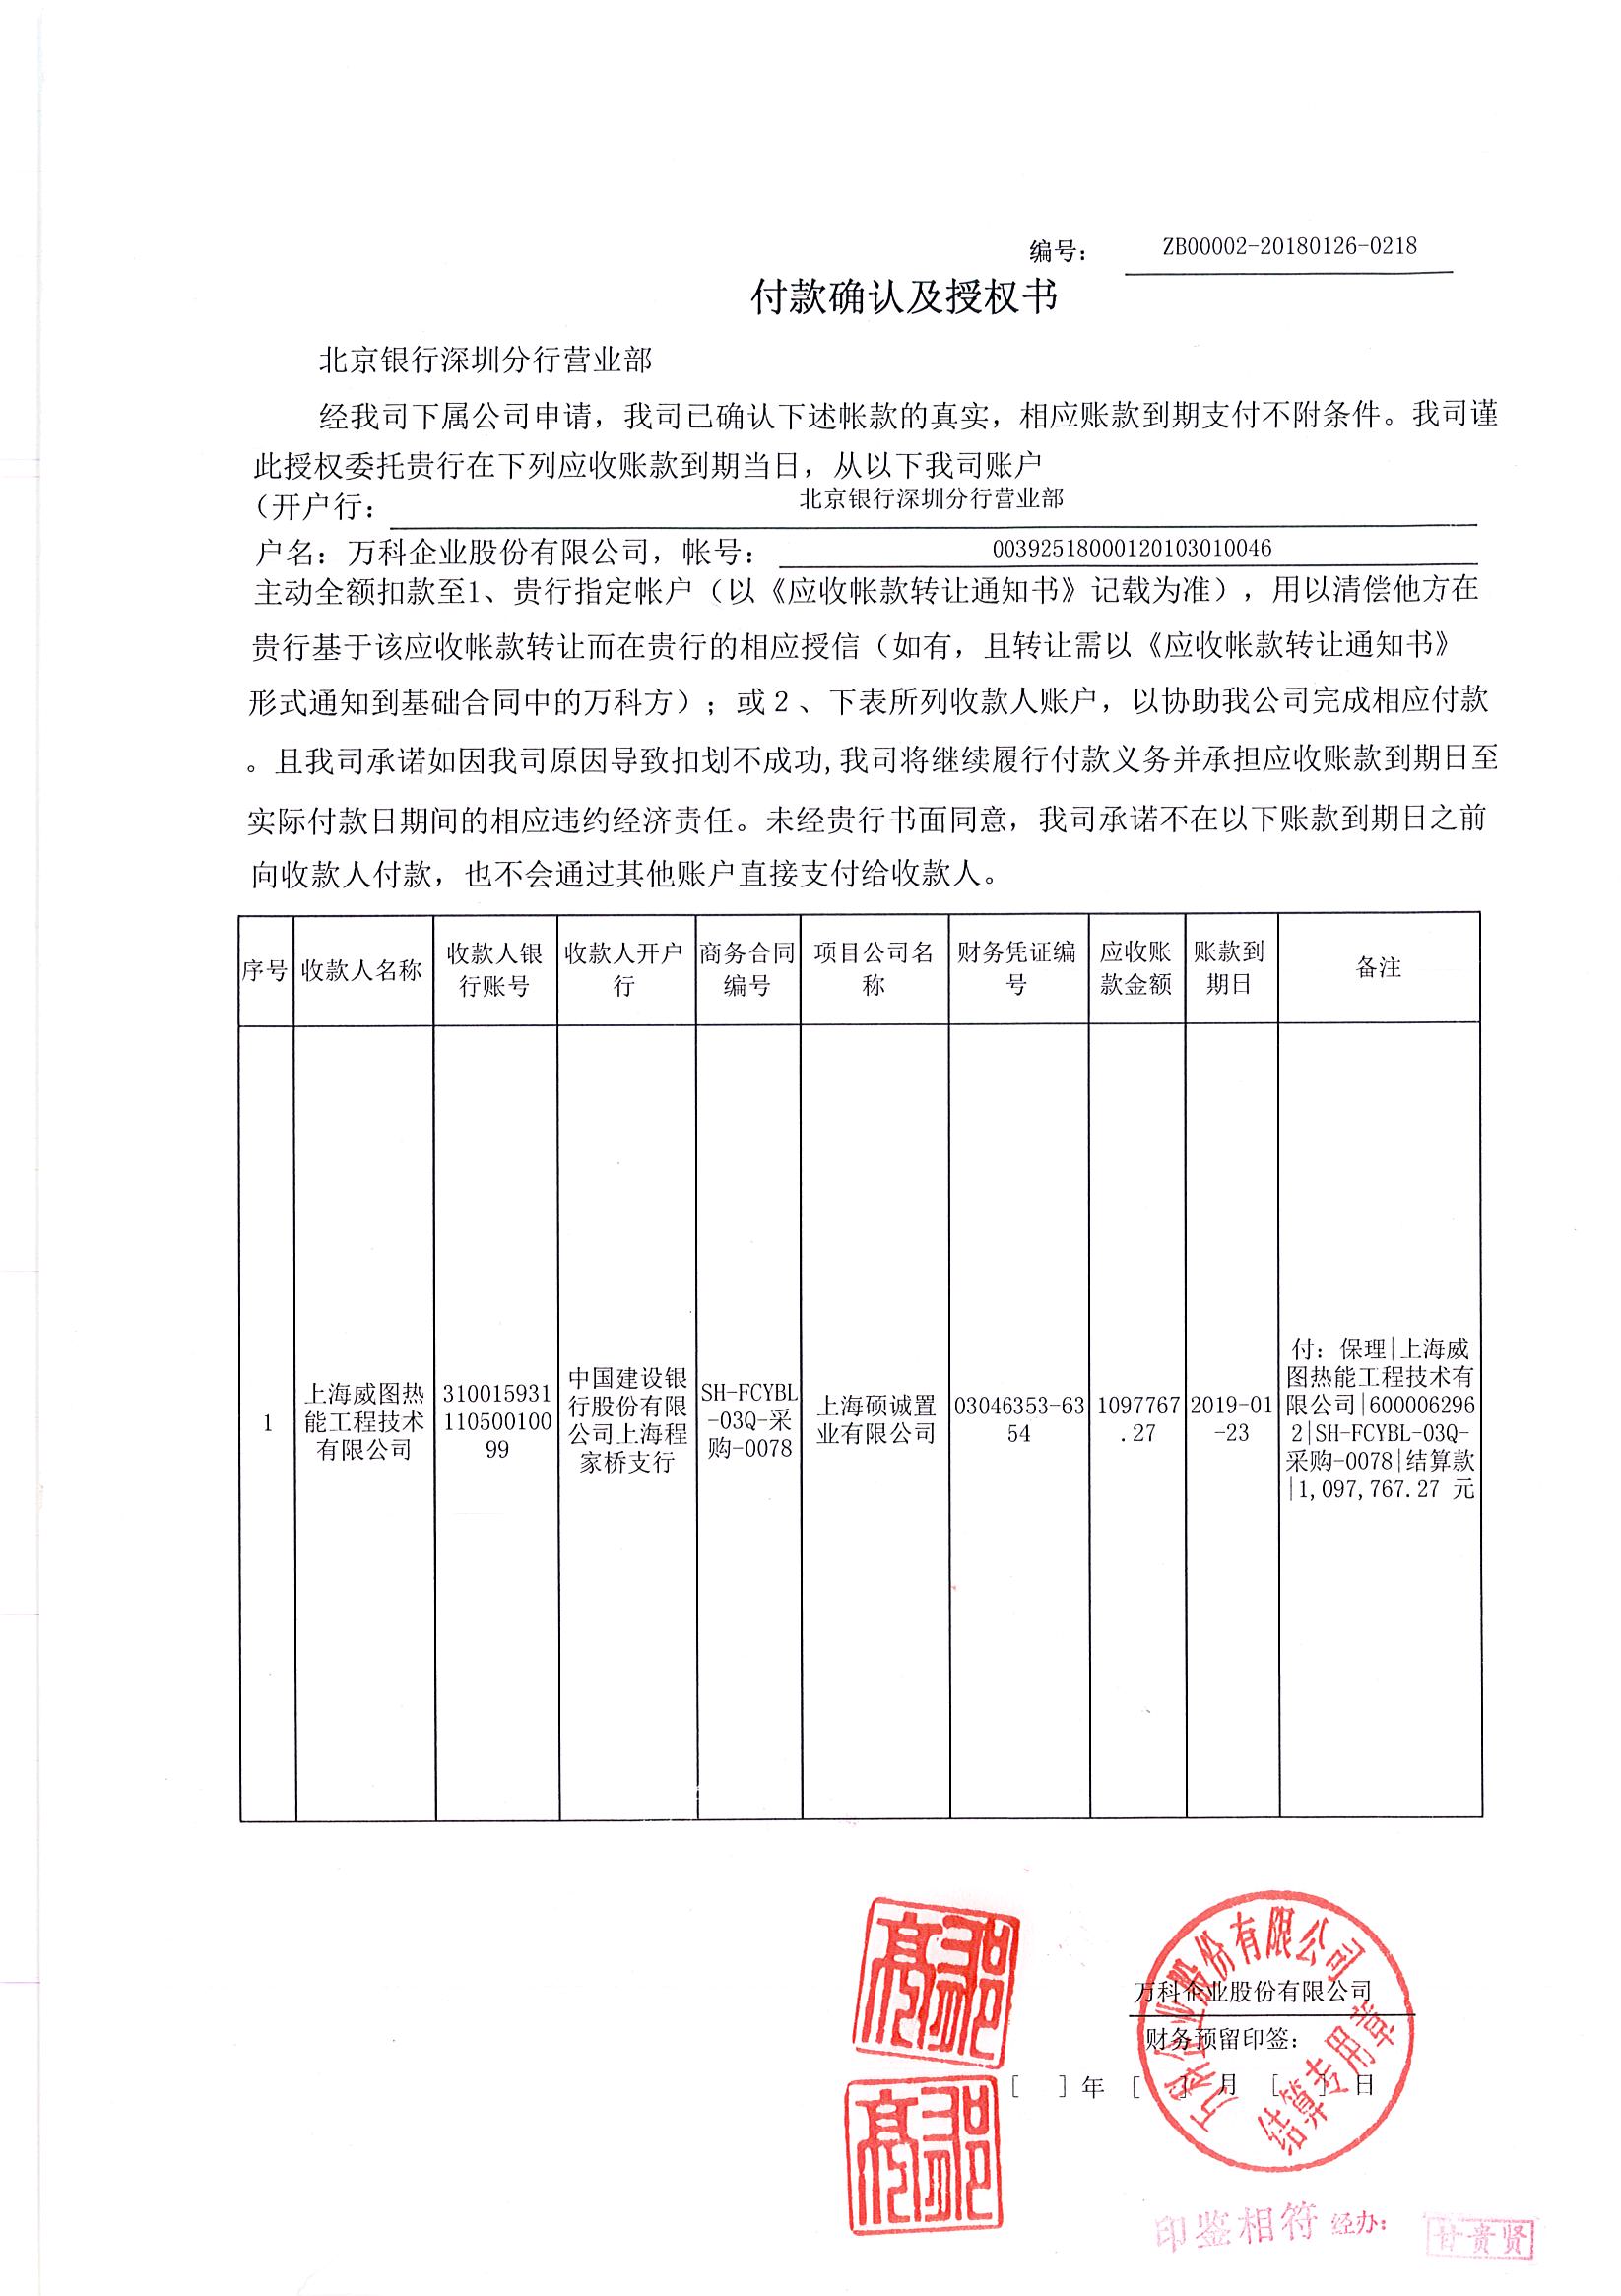 编号: ZB00002-20180126-0218
付款确认及授权书
北京银行深圳分行营业部
经我司下属公司申请，我司已确认下述帐款的真实，相应账款到期支付不附条件。我司谨
此授权委托贵行在下列应收账款到期当日，从以下我司账户
（开户行: 北京银行深圳分行营业部
户名: 万科企业股份有限公司，帐号: 00392518000120103010046
主动全额扣款至1、贵行指定帐户（以《应收帐款转让通知书》记载为准），用以清偿他方在
贵行基于该应收帐款转让而在贵行的相应授信（如有，且转让需以《应收帐款转让通知书》
形式通知到基础合同中的万科方）；或 2 、下表所列收款人账户，以协助我公司完成相应付款
。且我司承诺如因我司原因导致扣划不成功,我司将继续履行付款义务并承担应收账款到期日至
实际付款日期间的相应违约经济责任。未经贵行书面同意，我司承诺不在以下账款到期日之前
向收款人付款，也不会通过其他账户直接支付给收款人。
序号
收款人名称
收款人银
行账号
收款人开户
行
商务合同
编号
项目公司名
称
财务凭证编
号
应收账
款金额
账款到
期日
备注
1
上海威图热
能工程技术
有限公司
310015931
110500100
99
中国建设银
行股份有限
公司上海程
家桥支行
SH-FCYBL
-03Q-采
购-0078
上海硕诚置
业有限公司
03046353-63
54
1097767
.27
2019-01
-23
付: 保理|上海威
图热能工程技术有
限公司|600006296
2|SH-FCYBL-03Q-
采购-0078|结算款
|1,097,767.27 元
万科企业股份有限公司
财务预留印签:
[ ]年 [ ] 月 [ ] 日
万科企业股份有限公司
结算专用章
印鉴相符 经办:
甘贵贤